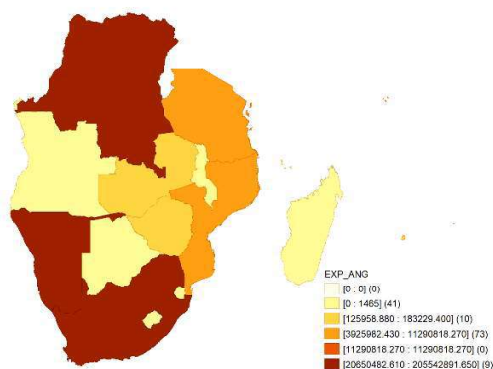 EXP_ANG
[0 : 0] (0)
[0 : 1465] (41)
[125958.880 : 183229.400] (10)
[3925982.430 : 11290818.270] (73)
[11290818.270 : 11290818.270] (0)
[20650482.610 : 205542891.650] (9)